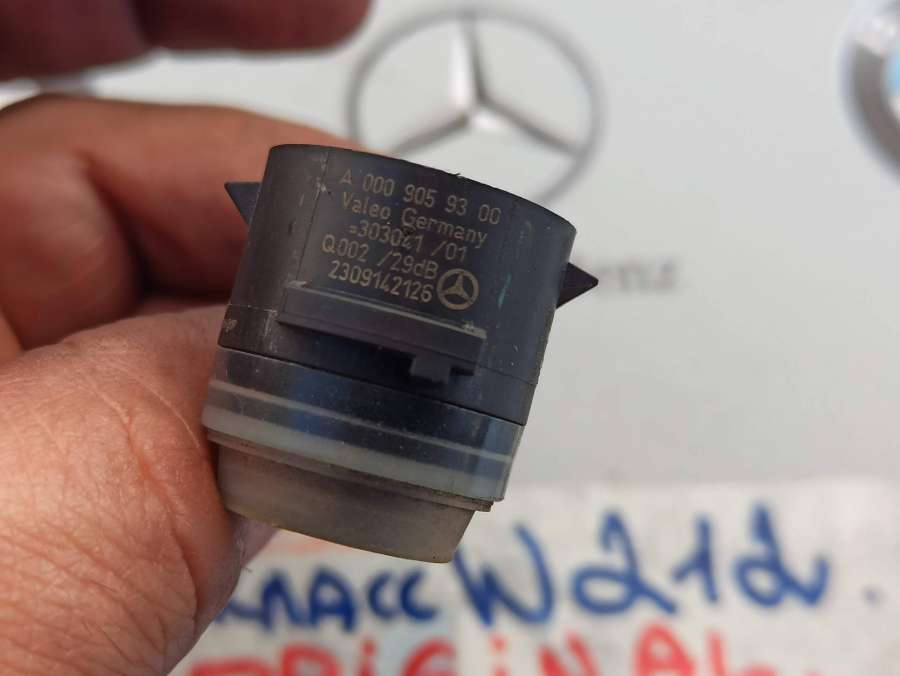 A 000 905 93 00
Valeo Germany
=303041 /01
Q002 /29dB
2309142126
класс W212.
ORIGINAL